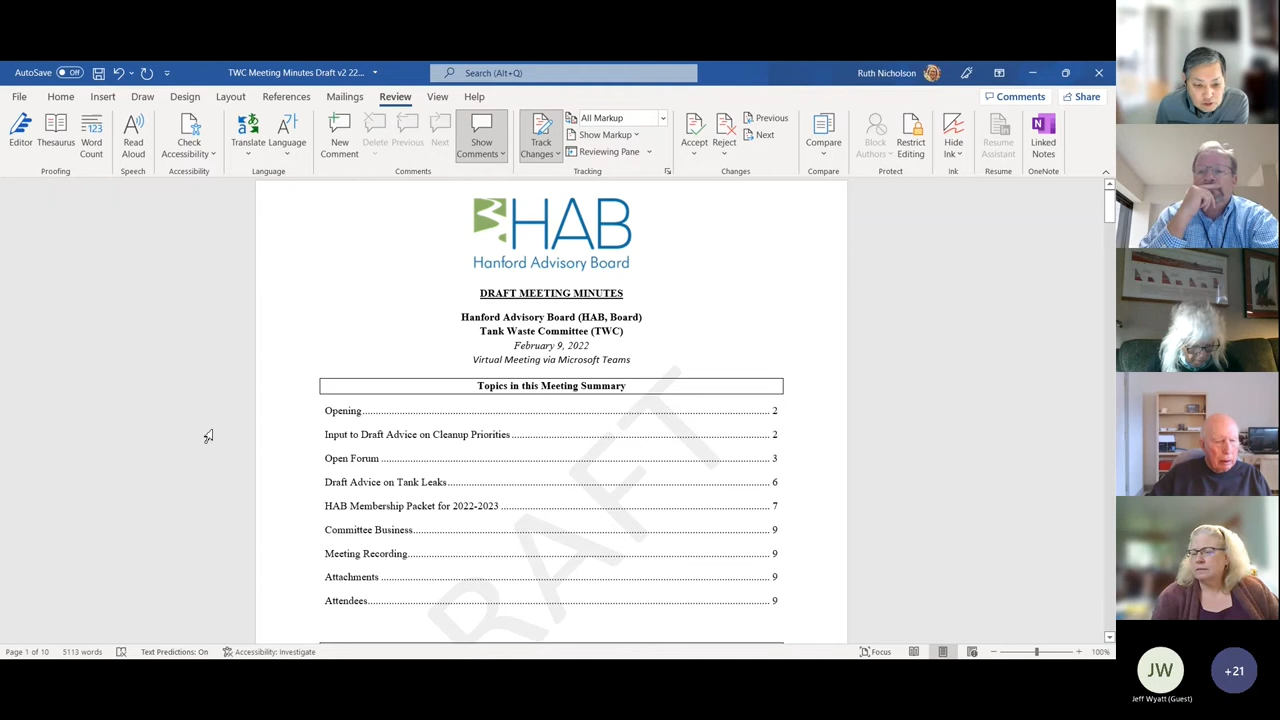 AutoSave Off TWC Meeting Minutes Draft v2 22... Search (Alt+Q) Ruth Nicholson
File Home Insert Draw Design Layout References Mailings Review View Help Comments Share
Editor Thesaurus Word Count Read Aloud Check Accessibility Translate Language New Comment Delete Previous Next Show Comments Track Changes All Markup Show Markup Reviewing Pane Accept Reject Previous Next Compare Block Authors Restrict Editing Hide Ink Resume Assistant Linked Notes
Proofing Speech Accessibility Language Comments Tracking Changes Compare Protect Ink Resume OneNote
HAB
Hanford Advisory Board
DRAFT MEETING MINUTES
Hanford Advisory Board (HAB, Board)
Tank Waste Committee (TWC)
February 9, 2022
Virtual Meeting via Microsoft Teams
Topics in this Meeting Summary
Opening 2
Input to Draft Advice on Cleanup Priorities 2
Open Forum 3
Draft Advice on Tank Leaks 6
HAB Membership Packet for 2022-2023 7
Committee Business 9
Meeting Recording 9
Attachments 9
Attendees 9
RAFT
Page 1 of 10 5113 words Text Predictions: On Accessibility: Investigate Focus 100%
JW +21
Jeff Wyatt (Guest)